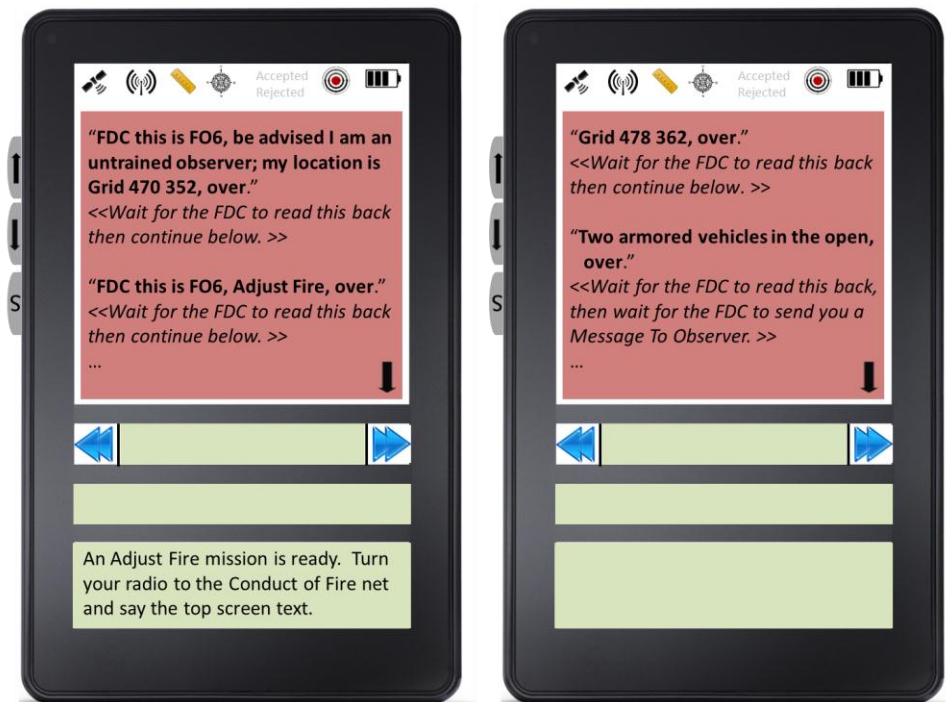 Accepted
Rejected
“FDC this is FO6, be advised I am an
untrained observer; my location is
Grid 470 352, over.”
<<Wait for the FDC to read this back
then continue below. >>
“FDC this is FO6, Adjust Fire, over.”
<<Wait for the FDC to read this back
then continue below. >>
...
S
An Adjust Fire mission is ready. Turn
your radio to the Conduct of Fire net
and say the top screen text.
Accepted
Rejected
“Grid 478 362, over.”
<<Wait for the FDC to read this back
then continue below. >>
“Two armored vehicles in the open,
over.”
<<Wait for the FDC to read this back,
then wait for the FDC to send you a
Message To Observer. >>
...
S